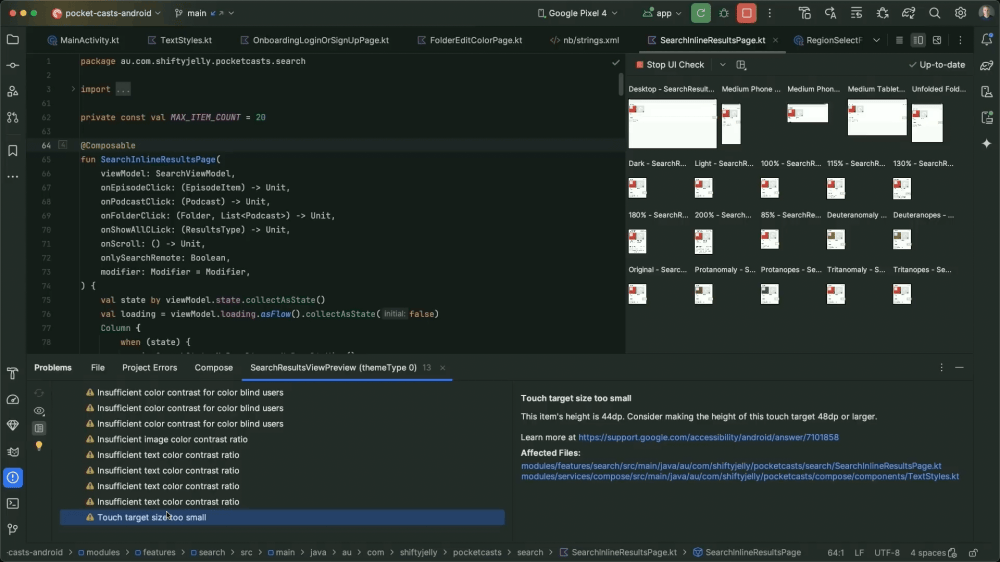 pocket-casts-android
main
Google Pixel 4
app
MainActivity.kt
TextStyles.kt
OnboardingLoginOrSignUpPage.kt
FolderEditColorPage.kt
nb/strings.xml
SearchInlineResultsPage.kt
RegionSelectF
1 package au.com.shiftyjelly.pocketcasts.search
2
3 import ...
61
62 private const val MAX_ITEM_COUNT = 20
63
64 @Composable
65 fun SearchInlineResultsPage(
66 viewModel: SearchViewModel,
67 onEpisodeClick: (EpisodeItem) -> Unit,
68 onPodcastClick: (Podcast) -> Unit,
69 onFolderClick: (Folder, List<Podcast>) -> Unit,
70 onShowAllCLick: (ResultsType) -> Unit,
71 onScroll: () -> Unit,
72 onlySearchRemote: Boolean,
73 modifier: Modifier = Modifier,
74 ) {
75 val state by viewModel.state.collectAsState()
76 val loading = viewModel.loading.asFlow().collectAsState( initial: false)
77 Column {
78 when (state) {
Stop UI Check
Up-to-date
Desktop - SearchResul... Medium Phone ... Medium Phon... Medium Tablet... Unfolded Fold...
Dark - SearchR... Light - SearchR... 100% - SearchR... 115% - SearchR... 130% - SearchR...
180% - SearchR... 200% - Search... 85% - SearchRe... Deuteranomaly ... Deuteranopes - ...
Original - Searc... Protanomaly - S... Protanopes - S... Tritanomaly - S... Tritanopes - Se...
Problems File Project Errors Compose SearchResultsViewPreview (themeType 0) 13
Insufficient color contrast for color blind users
Insufficient color contrast for color blind users
Insufficient color contrast for color blind users
Insufficient image color contrast ratio
Insufficient text color contrast ratio
Insufficient text color contrast ratio
Insufficient text color contrast ratio
Insufficient text color contrast ratio
Touch target size too small
Touch target size too small
This item's height is 44dp. Consider making the height of this touch target 48dp or larger.
Learn more at https://support.google.com/accessibility/android/answer/7101858
Affected Files:
modules/features/search/src/main/java/au/com/shiftyjelly/pocketcasts/search/SearchInlineResultsPage.kt
modules/services/compose/src/main/java/au/com/shiftyjelly/pocketcasts/compose/components/TextStyles.kt
-casts-android > modules > features > search > src > main > java > au > com > shiftyjelly > pocketcasts > search > SearchInlineResultsPage.kt > SearchInlineResultsPage
64:1 LF UTF-8 4 spaces